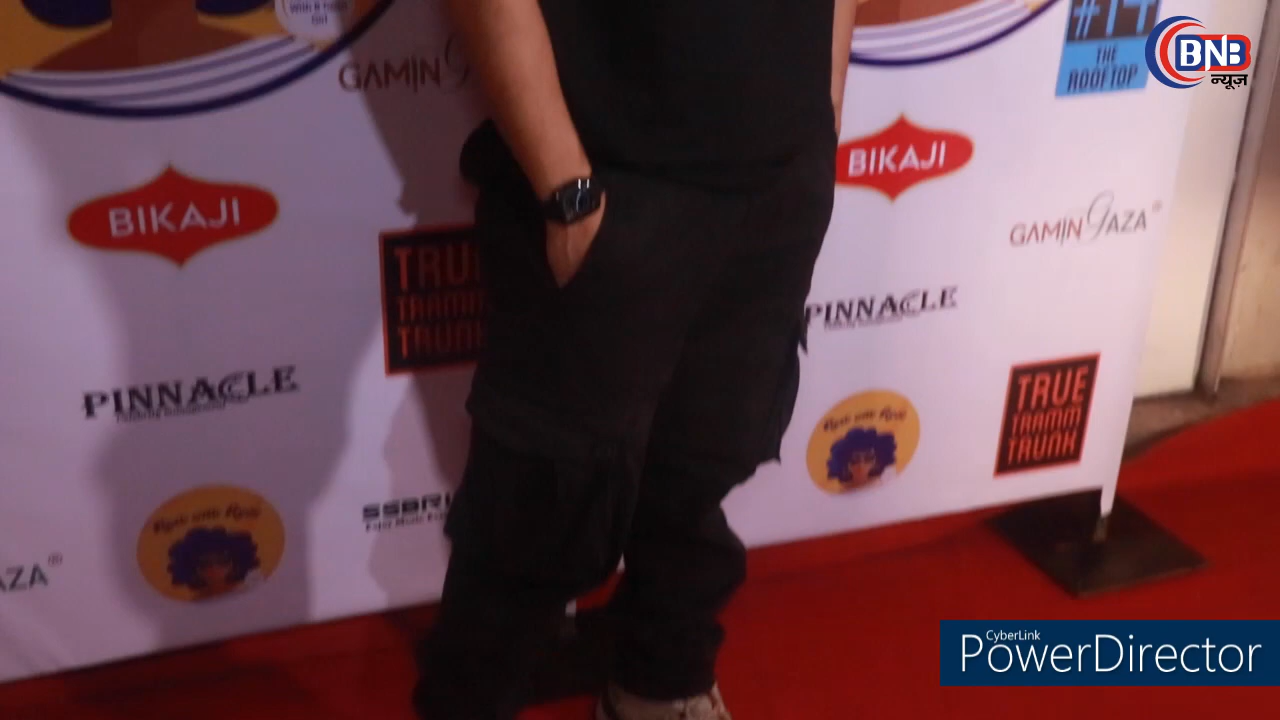 With a
GAMIN
#14
THE
ROOFTOP
BNB
न्यूज़
BIKAJI
BIKAJI
GAMINGAZA
TRUE
TRAMM
TRUNK
PINNACLE
PINNACLE
TRUE
TRAMM
TRUNK
SSBRI
AZA
CyberLink
PowerDirector